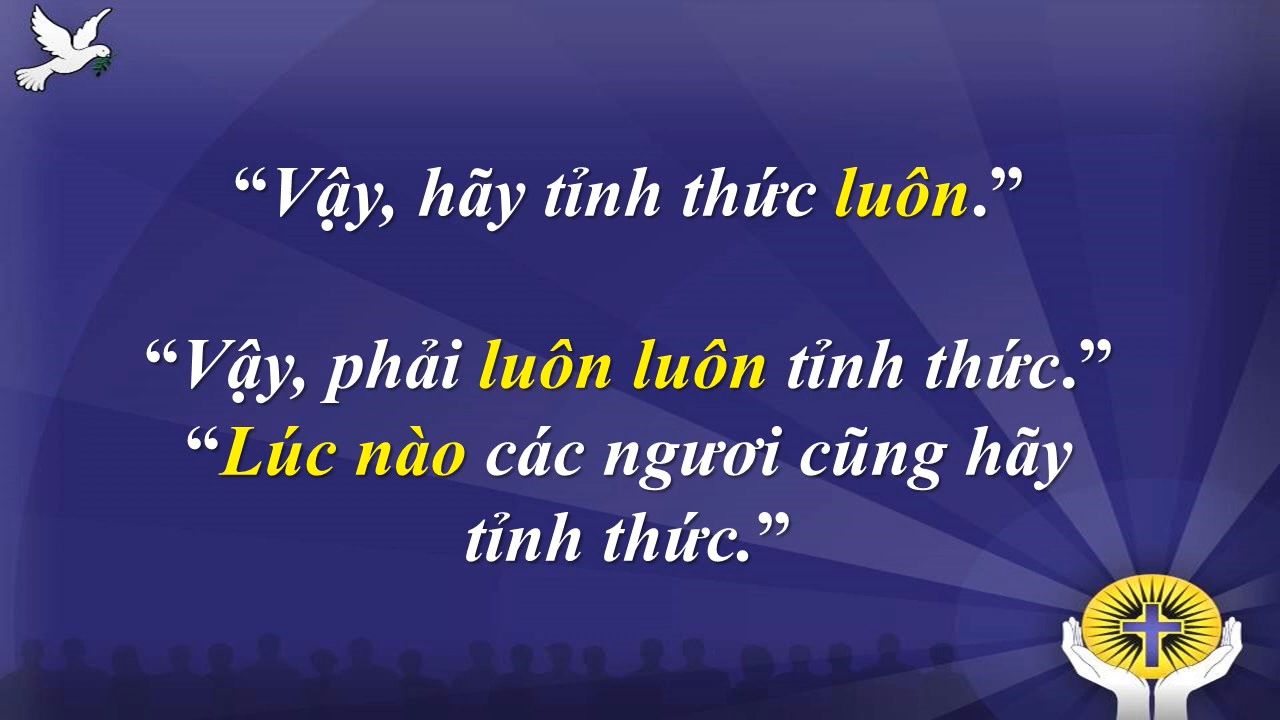 “Vậy, hãy tỉnh thức luôn.”
“Vậy, phải luôn luôn tỉnh thức.”
“Lúc nào các ngươi cũng hãy
tỉnh thức.”